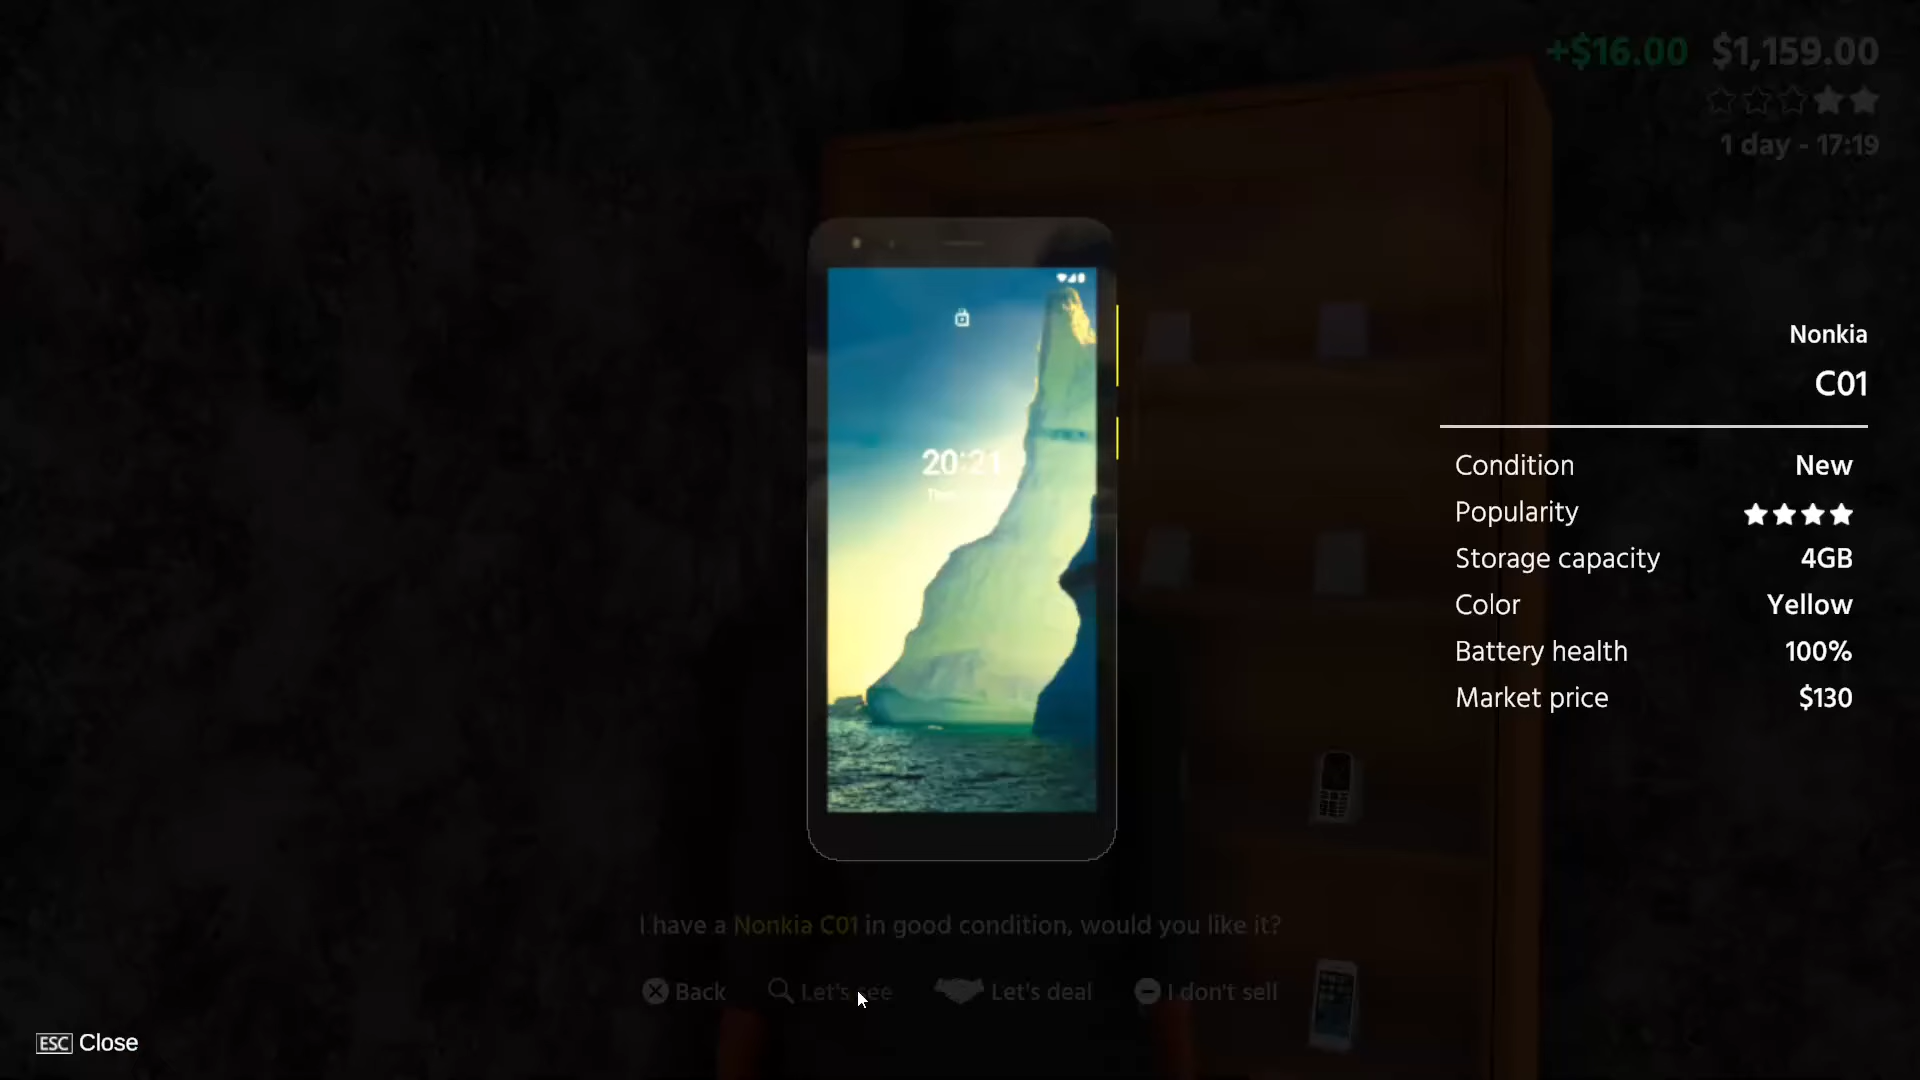 +$16.00 $1,159.00
1 day - 17:19
20:21
Nonkia
C01
Condition New
Popularity
Storage capacity 4GB
Color Yellow
Battery health 100%
Market price $130
I have a Nonkia C01 in good condition, would you like it?
Back Let's see Let's deal I don't sell
ESC Close